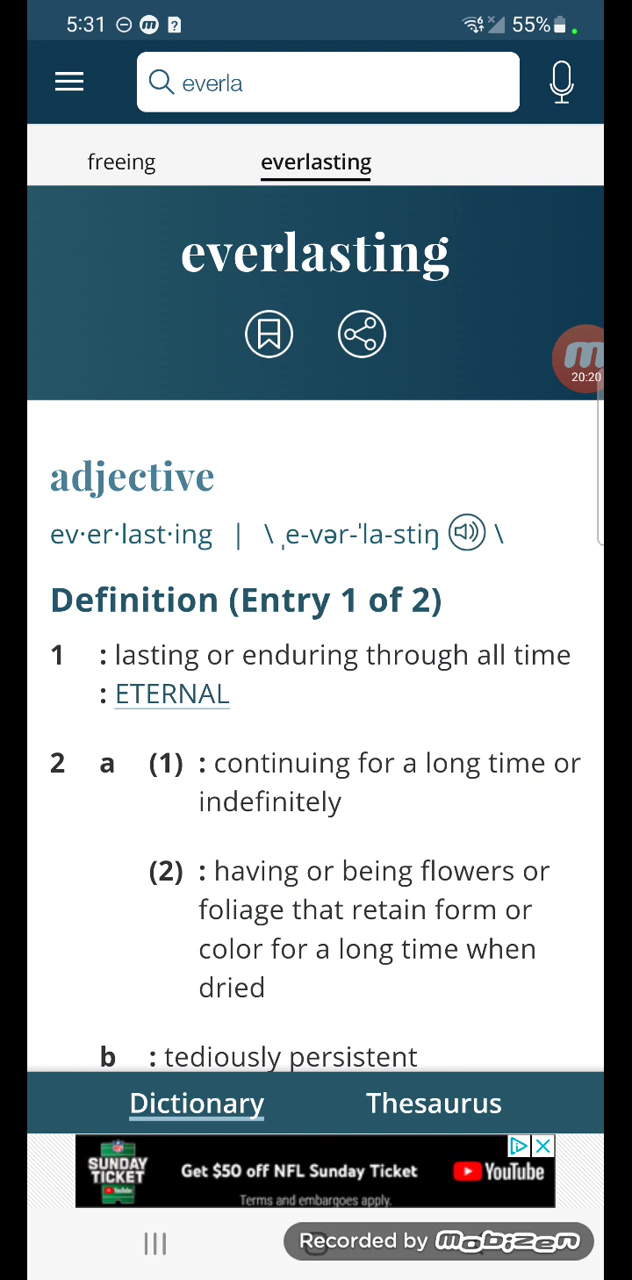 5:31
55%
everla
freeing everlasting
everlasting
20:20
adjective
ev·er·last·ing | \ ˌe-vər-ˈla-stiŋ \
Definition (Entry 1 of 2)
1 : lasting or enduring through all time
: ETERNAL
2 a (1) : continuing for a long time or
indefinitely
(2) : having or being flowers or
foliage that retain form or
color for a long time when
dried
b : tediously persistent
Dictionary Thesaurus
SUNDAY
TICKET
Get $50 off NFL Sunday Ticket
YouTube
Terms and embargoes apply.
Recorded by mobizen